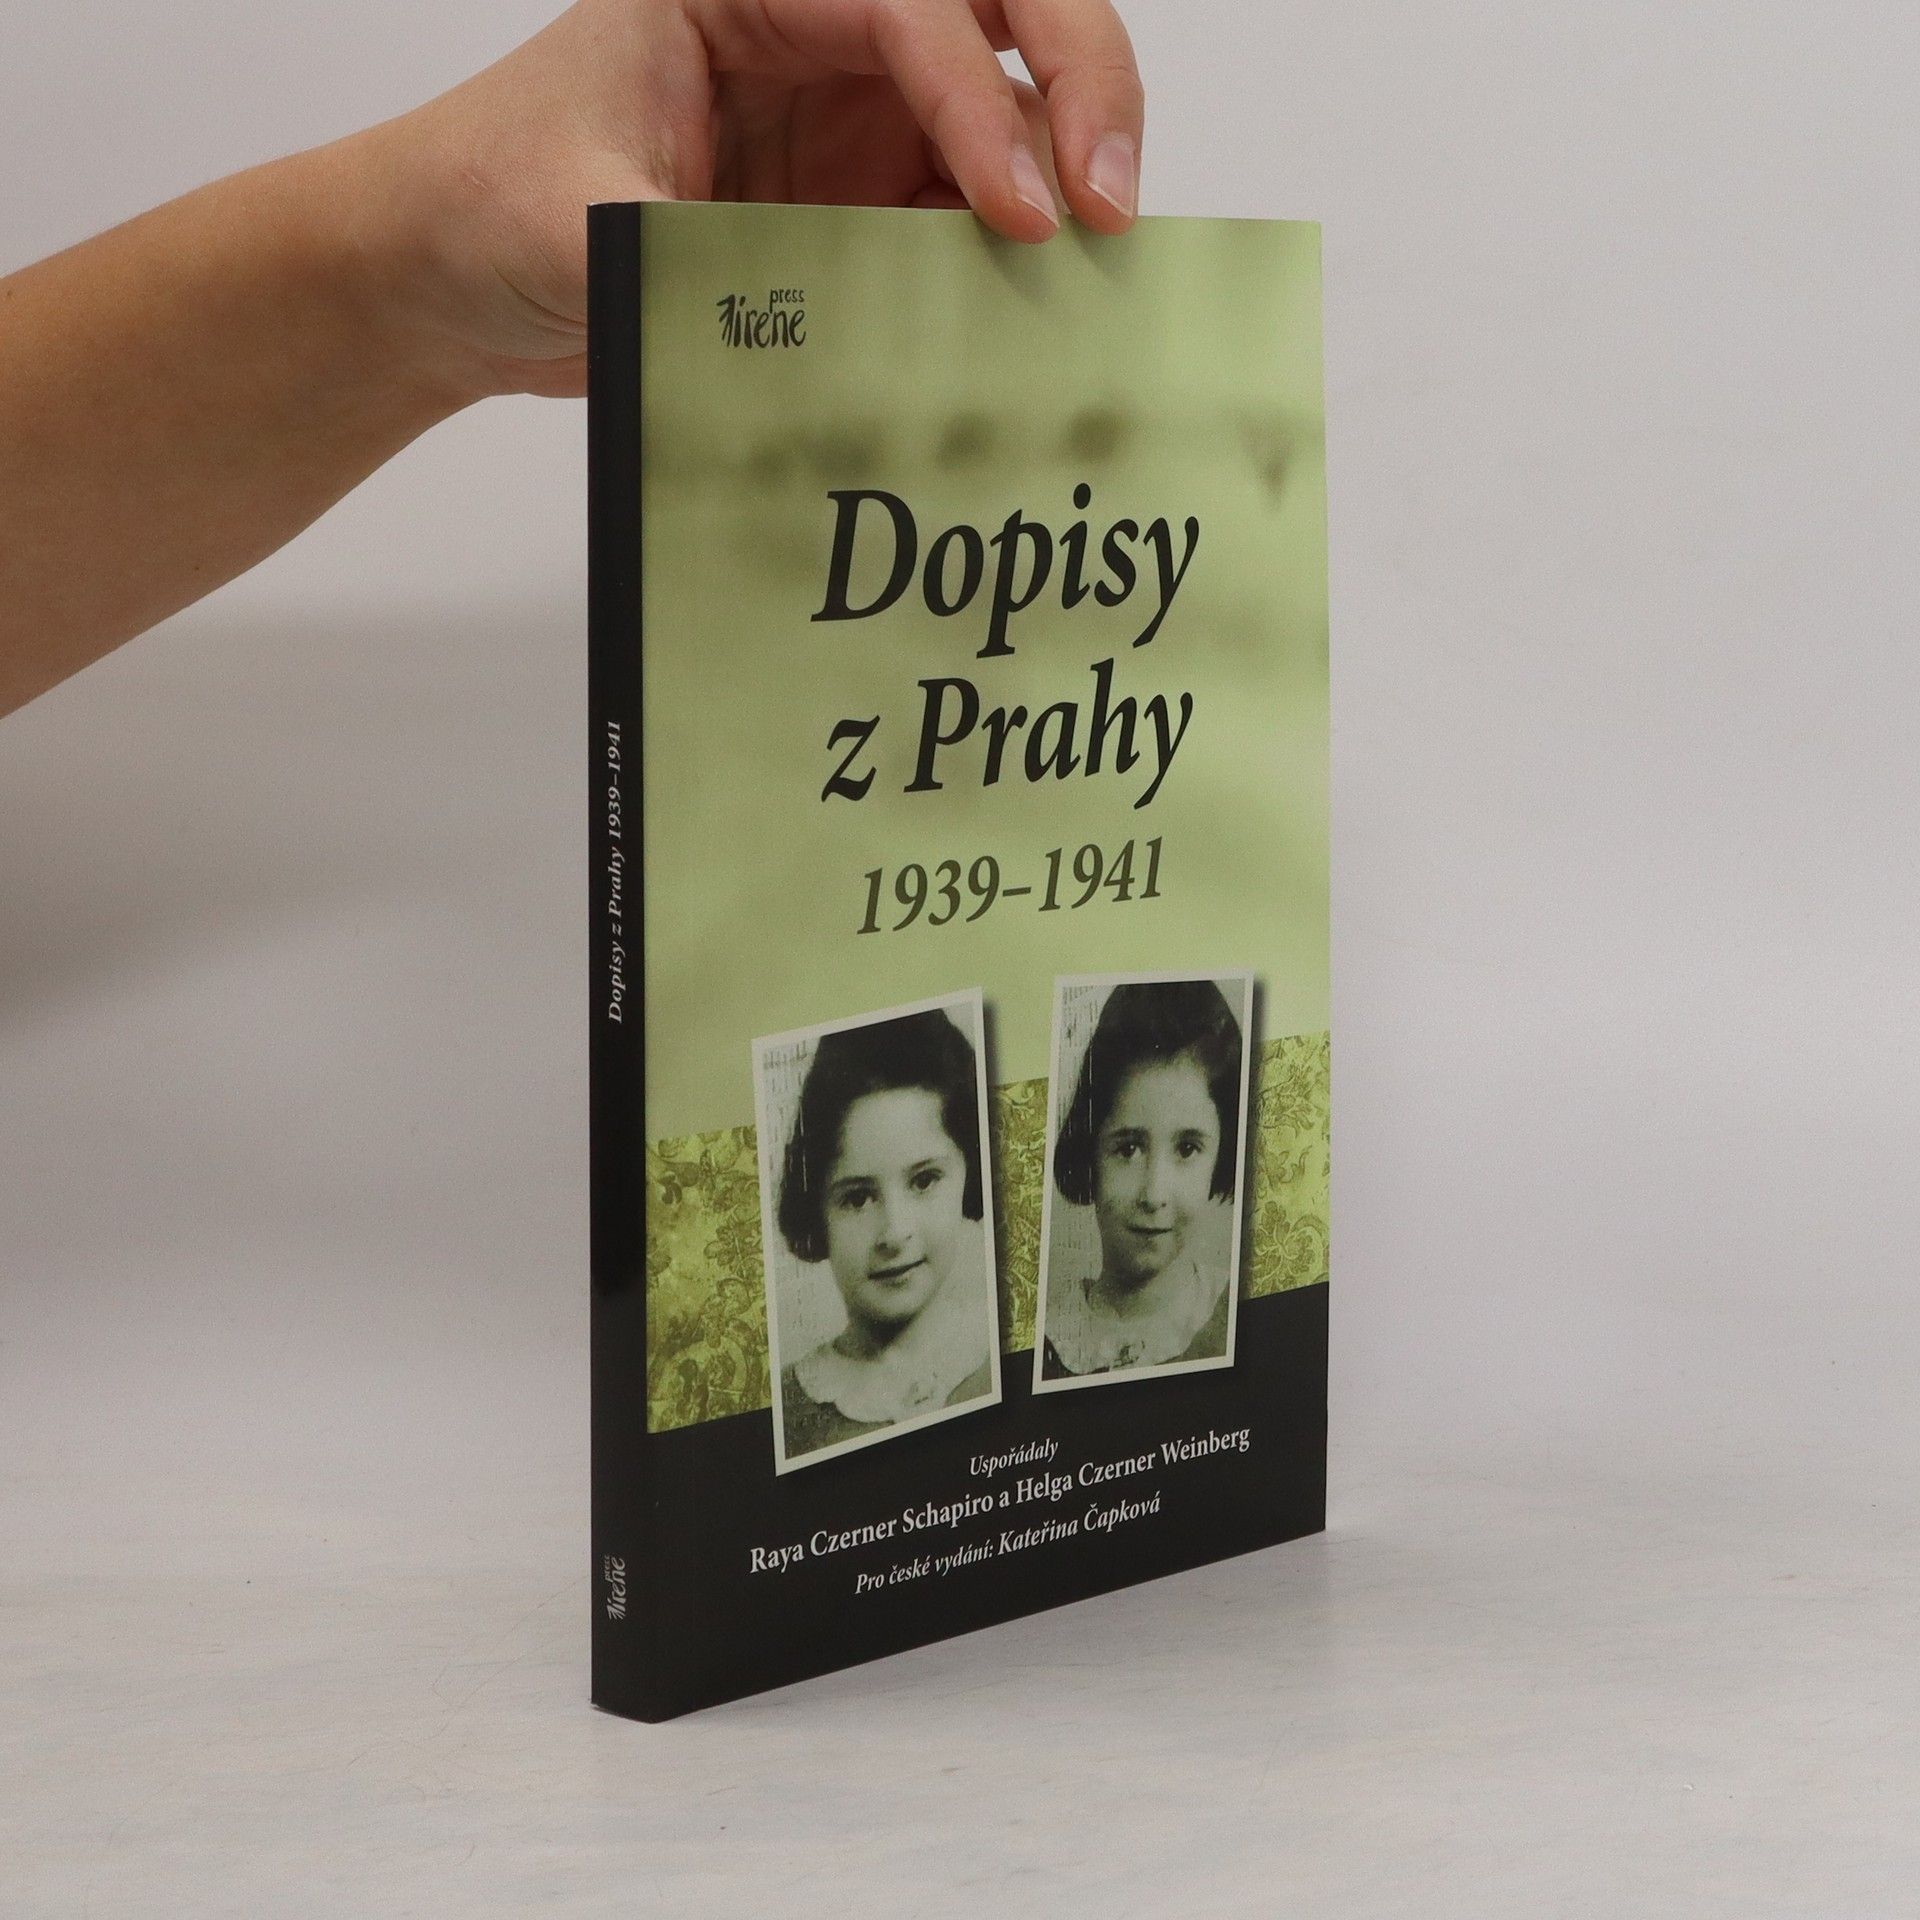 press
irene
Dopisy
z Prahy
1939–1941
Uspořádaly
Raya Czerner Schapiro a Helga Czerner Weinberg
Pro české vydání: Kateřina Čapková
Dopisy z Prahy 1939–1941
press
irene